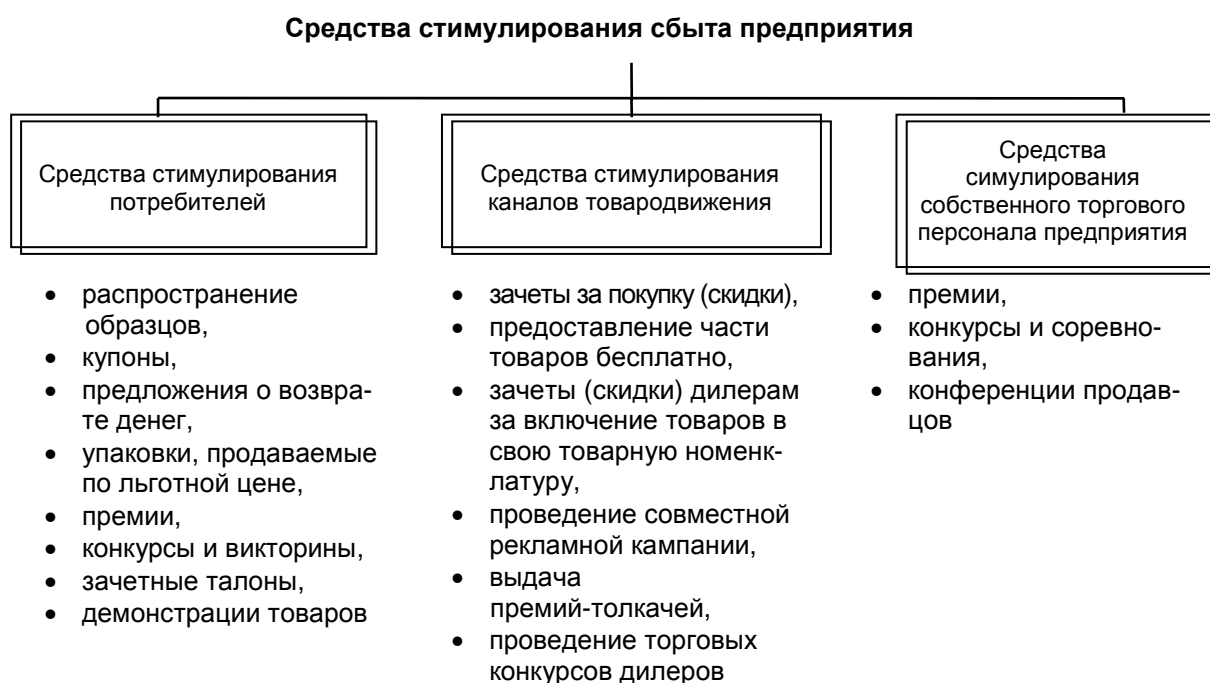 Средства стимулирования сбыта предприятия
Средства стимулирования
потребителей
Средства стимулирования
каналов товародвижения
Средства
симулирования
собственного торгового
персонала предприятия
• распространение
образцов,
• купоны,
• предложения о возвра-
те денег,
• упаковки, продаваемые
по льготной цене,
• премии,
• конкурсы и викторины,
• зачетные талоны,
• демонстрации товаров
• зачеты за покупку (скидки),
• предоставление части
товаров бесплатно,
• зачеты (скидки) дилерам
за включение товаров в
свою товарную номенк-
латуру,
• проведение совместной
рекламной кампании,
• выдача
премий-толкачей,
• проведение торговых
конкурсов дилеров
• премии,
• конкурсы и соревно-
вания,
• конференции продав-
цов